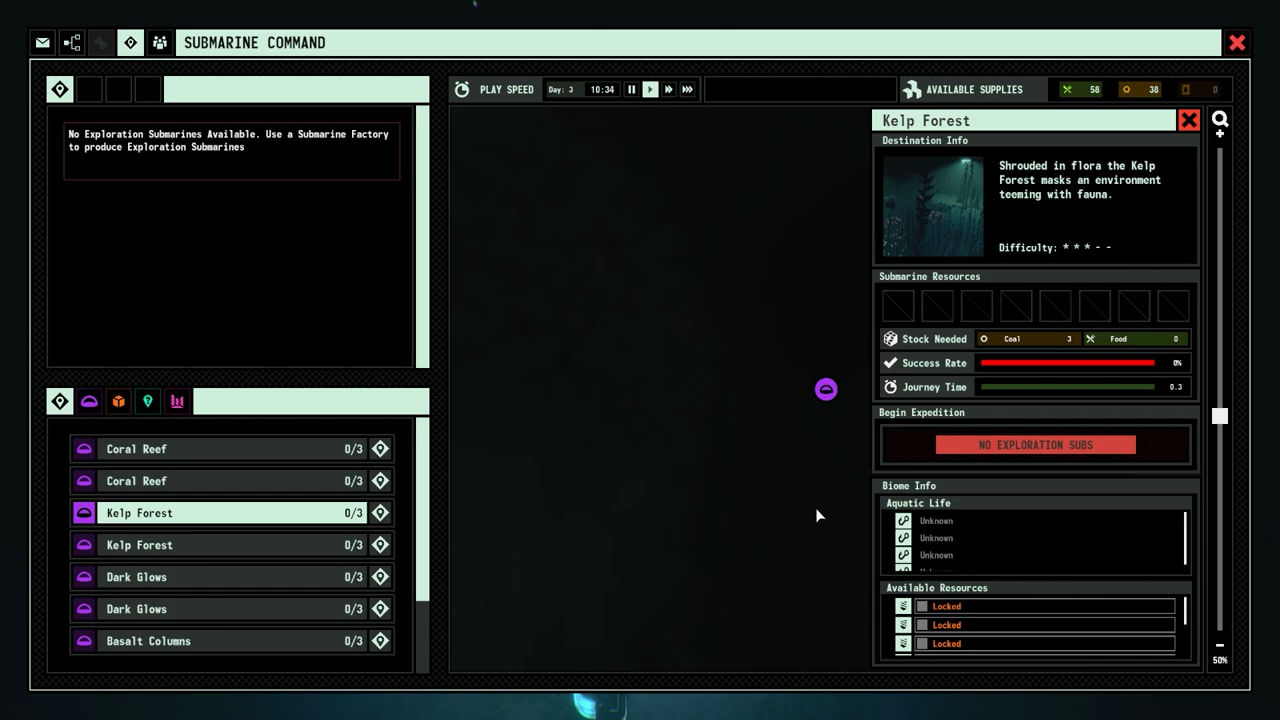 SUBMARINE COMMAND
PLAY SPEED
Day: 3
10:34
AVAILABLE SUPPLIES
58
38
0
No Exploration Submarines Available. Use a Submarine Factory
to produce Exploration Submarines
Kelp Forest
Destination Info
Shrouded in flora the Kelp
Forest masks an environment
teeming with fauna.
Difficulty: * * * - -
Submarine Resources
Stock Needed
Coal
3
Food
0
Success Rate
0%
Journey Time
0.3
Begin Expedition
NO EXPLORATION SUBS
Biome Info
Aquatic Life
Unknown
Unknown
Unknown
Available Resources
Locked
Locked
Locked
50%
Coral Reef 0/3
Coral Reef 0/3
Kelp Forest 0/3
Kelp Forest 0/3
Dark Glows 0/3
Dark Glows 0/3
Basalt Columns 0/3